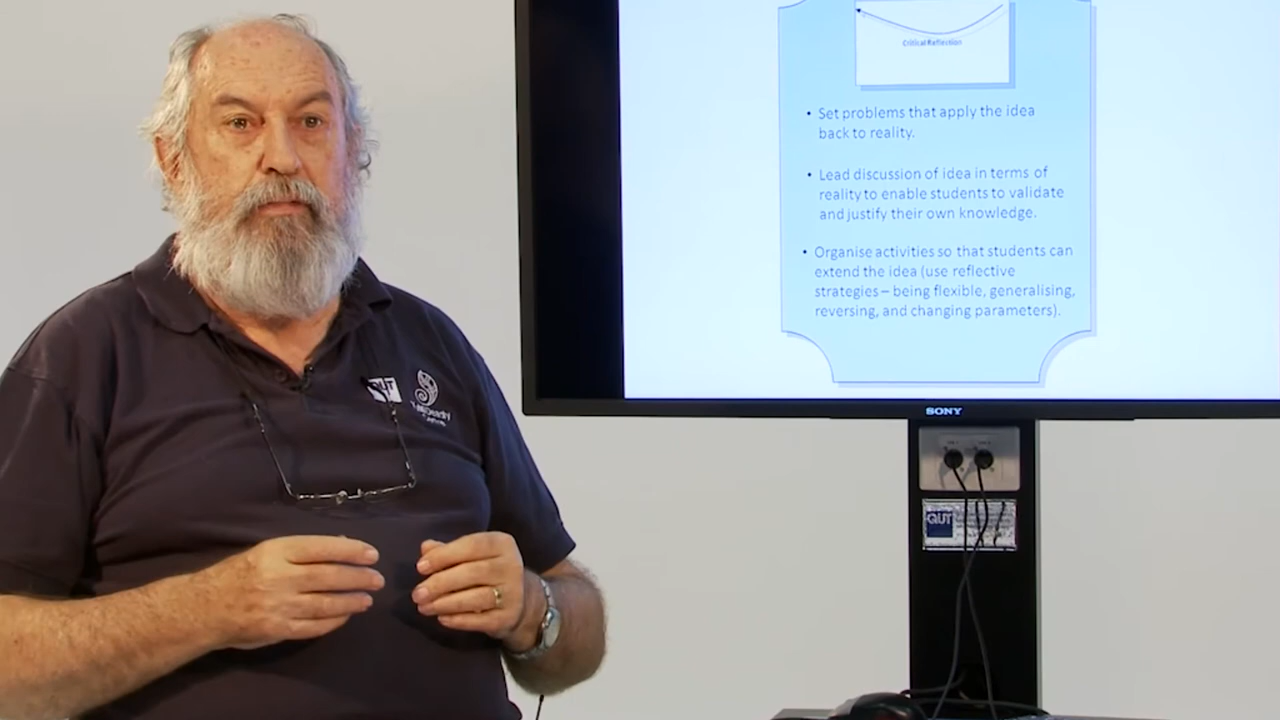 Critical Reflection
• Set problems that apply the idea
back to reality.
• Lead discussion of idea in terms of
reality to enable students to validate
and justify their own knowledge.
• Organise activities so that students can
extend the idea (use reflective
strategies – being flexible, generalising,
reversing, and changing parameters).
SONY
QUT
QUT